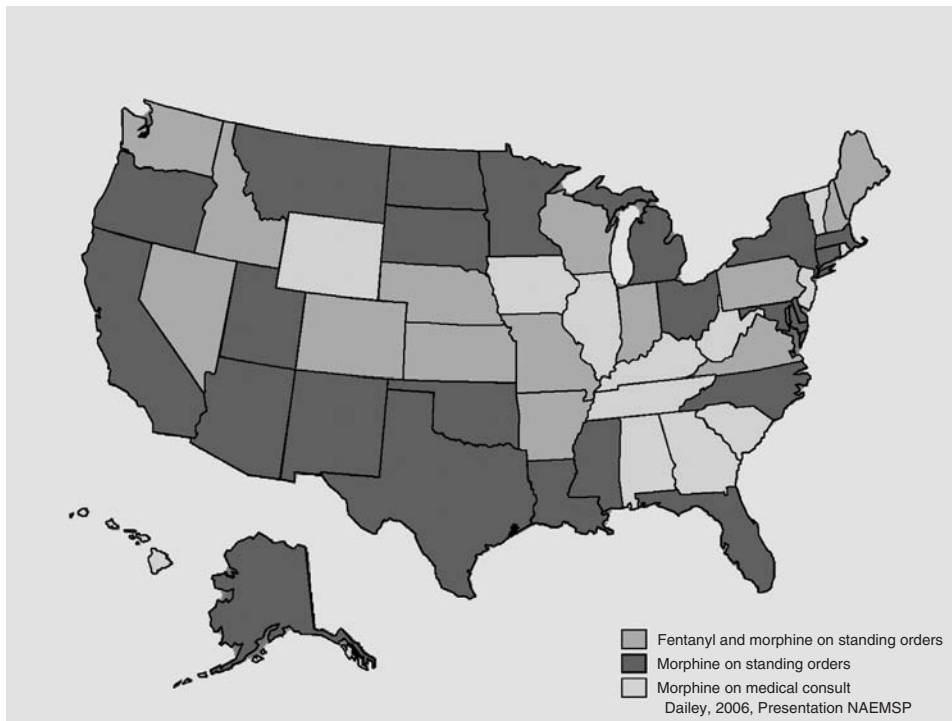 Fentanyl and morphine on standing orders
Morphine on standing orders
Morphine on medical consult
Dailey, 2006, Presentation NAEMSP